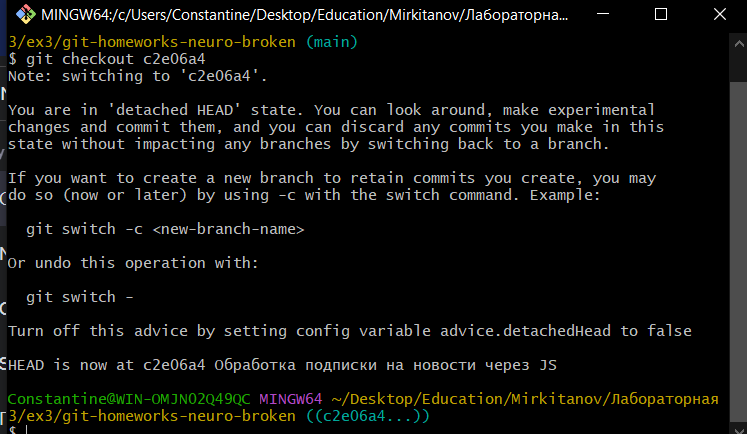 MINGW64:/c/Users/Constantine/Desktop/Education/Mirkitanov/Лабораторна...
3/ex3/git-homeworks-neuro-broken (main)
$ git checkout c2e06a4
Note: switching to 'c2e06a4'.
You are in 'detached HEAD' state. You can look around, make experimental
changes and commit them, and you can discard any commits you make in this
state without impacting any branches by switching back to a branch.
If you want to create a new branch to retain commits you create, you may
do so (now or later) by using -c with the switch command. Example:
git switch -c <new-branch-name>
Or undo this operation with:
git switch -
Turn off this advice by setting config variable advice.detachedHead to false
HEAD is now at c2e06a4 Обработка подписки на новости через JS
Constantine@WIN-OMJNO2Q49QC MINGW64 ~/Desktop/Education/Mirkitanov/Лабораторная
3/ex3/git-homeworks-neuro-broken ((c2e06a4...))
$